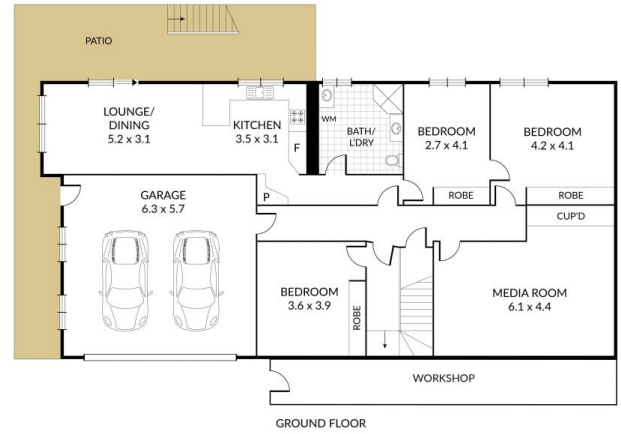 PATIO
LOUNGE/
DINING
5.2 x 3.1
KITCHEN
3.5 x 3.1
F
P
WM
BATH/
L'DRY
BEDROOM
2.7 x 4.1
ROBE
BEDROOM
4.2 x 4.1
ROBE
CUP'D
GARAGE
6.3 x 5.7
BEDROOM
3.6 x 3.9
ROBE
MEDIA ROOM
6.1 x 4.4
WORKSHOP
GROUND FLOOR